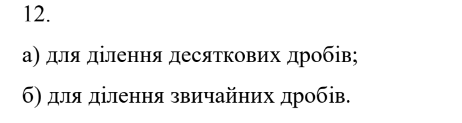 12.
а) для ділення десяткових дробів;
б) для ділення звичайних дробів.